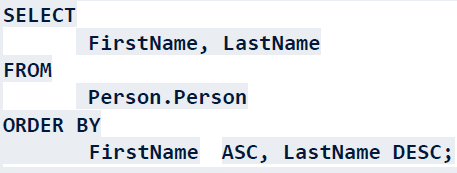 SELECT
FirstName, LastName
FROM
Person.Person
ORDER BY
FirstName ASC, LastName DESC;